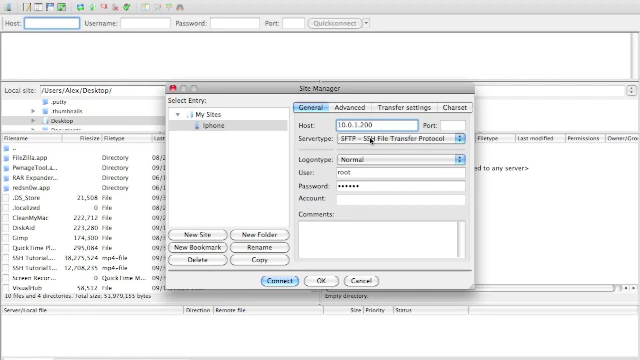 Host: Username: Password: Port: Quickconnect
Local site: /Users/Alex/Desktop/
.putty
.thumbnails
Desktop
Filename Filesize Filetype
..
FileZilla.app Directory 08/
PwnageTool.a... Directory
RAR Expander... Directory
redsn0w.app Directory
.DS_Store 21,508 File
.localized 0 File
CleanMyMac 222,712 File
DiskAid 223,280 File
Gimp 174,300 File
QuickTime Pl... 295,084 File
SSH Tutorial1... mp4-file
SSH Tutorial... 12,708,235 mp4-file
Screen Recor... 0 File
VisualHub 58,512 File
10 files and 4 directories. Total size: 51,979,155 bytes
Site Manager
Select Entry:
My Sites
Iphone
New Site New Folder
New Bookmark Rename
Delete Copy
General Advanced Transfer settings Charset
Host: 10.0.1.200 Port:
Servertype: SFTP - SSH File Transfer Protocol
Logontype: Normal
User: root
Password: ••••••
Account:
Comments:
Connect OK Cancel
Permissions Owner/Gro
ed to any server>
Empty directory.
Server/Local file Direction Remote file Size Priority Status